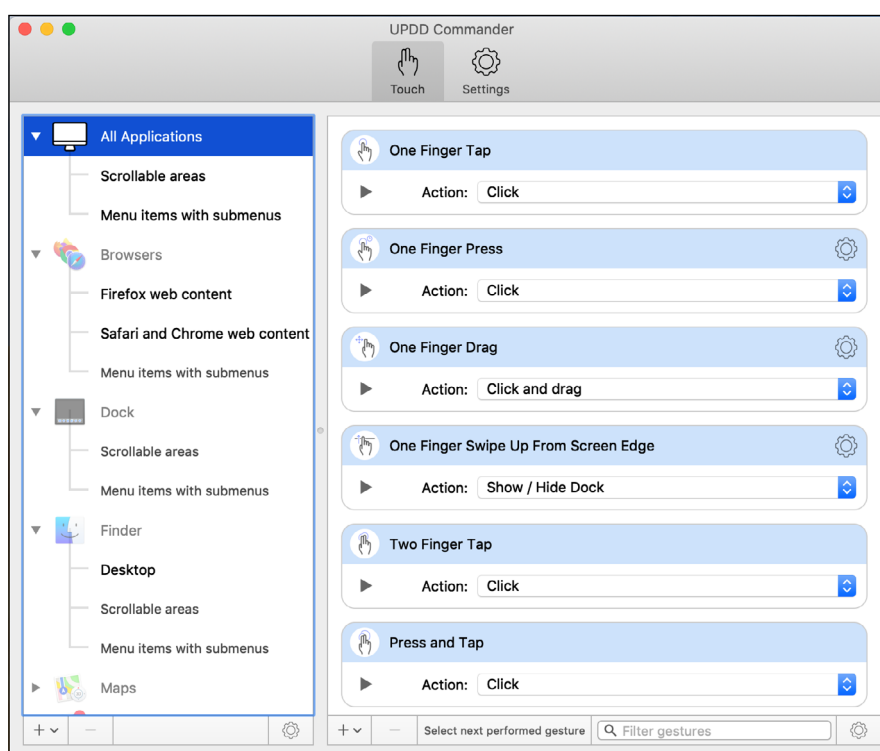 UPDD Commander
Touch
Settings
All Applications
Scrollable areas
Menu items with submenus
Browsers
Firefox web content
Safari and Chrome web content
Menu items with submenus
Dock
Scrollable areas
Menu items with submenus
Finder
Desktop
Scrollable areas
Menu items with submenus
Maps
One Finger Tap
Action: Click
One Finger Press
Action: Click
One Finger Drag
Action: Click and drag
One Finger Swipe Up From Screen Edge
Action: Show / Hide Dock
Two Finger Tap
Action: Click
Press and Tap
Action: Click
Select next performed gesture
Filter gestures